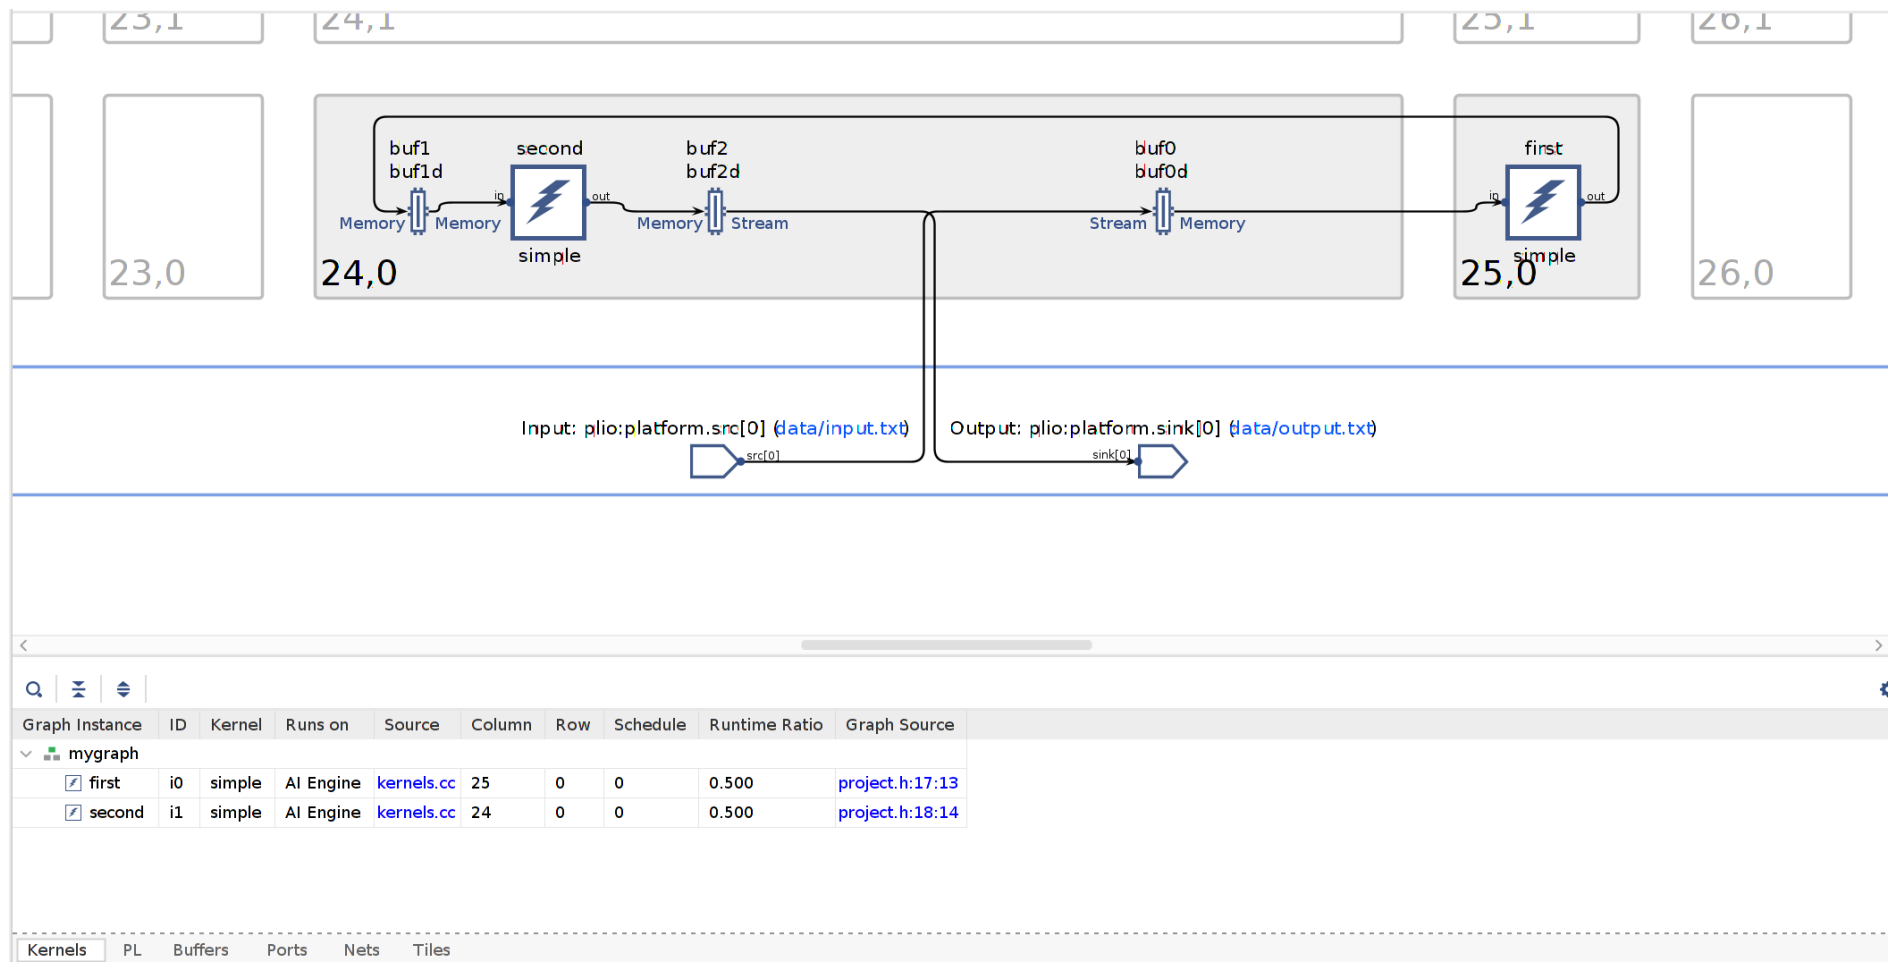 23,1
24,1
25,1
26,1
buf1
buf1d
second
buf2
buf2d
buf0
buf0d
first
in
out
in
out
Memory
Memory
Memory
Stream
Stream
Memory
simple
simple
23,0
24,0
25,0
26,0
Input: plio:platform.src[0] (data/input.txt)
Output: plio:platform.sink[0] (data/output.txt)
src[0]
sink[0]
Graph Instance ID Kernel Runs on Source Column Row Schedule Runtime Ratio Graph Source
mygraph
first i0 simple AI Engine kernels.cc 25 0 0 0.500 project.h:17:13
second i1 simple AI Engine kernels.cc 24 0 0 0.500 project.h:18:14
Kernels PL Buffers Ports Nets Tiles